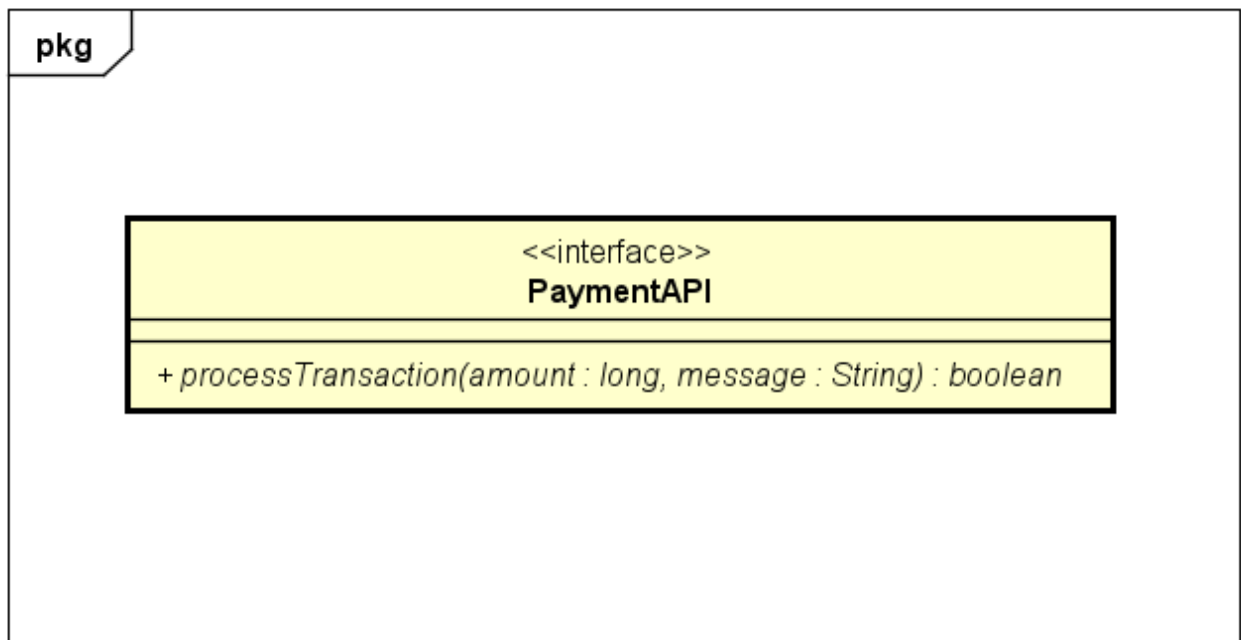 pkg
<<interface>>
PaymentAPI
+ processTransaction(amount : long, message : String) : boolean